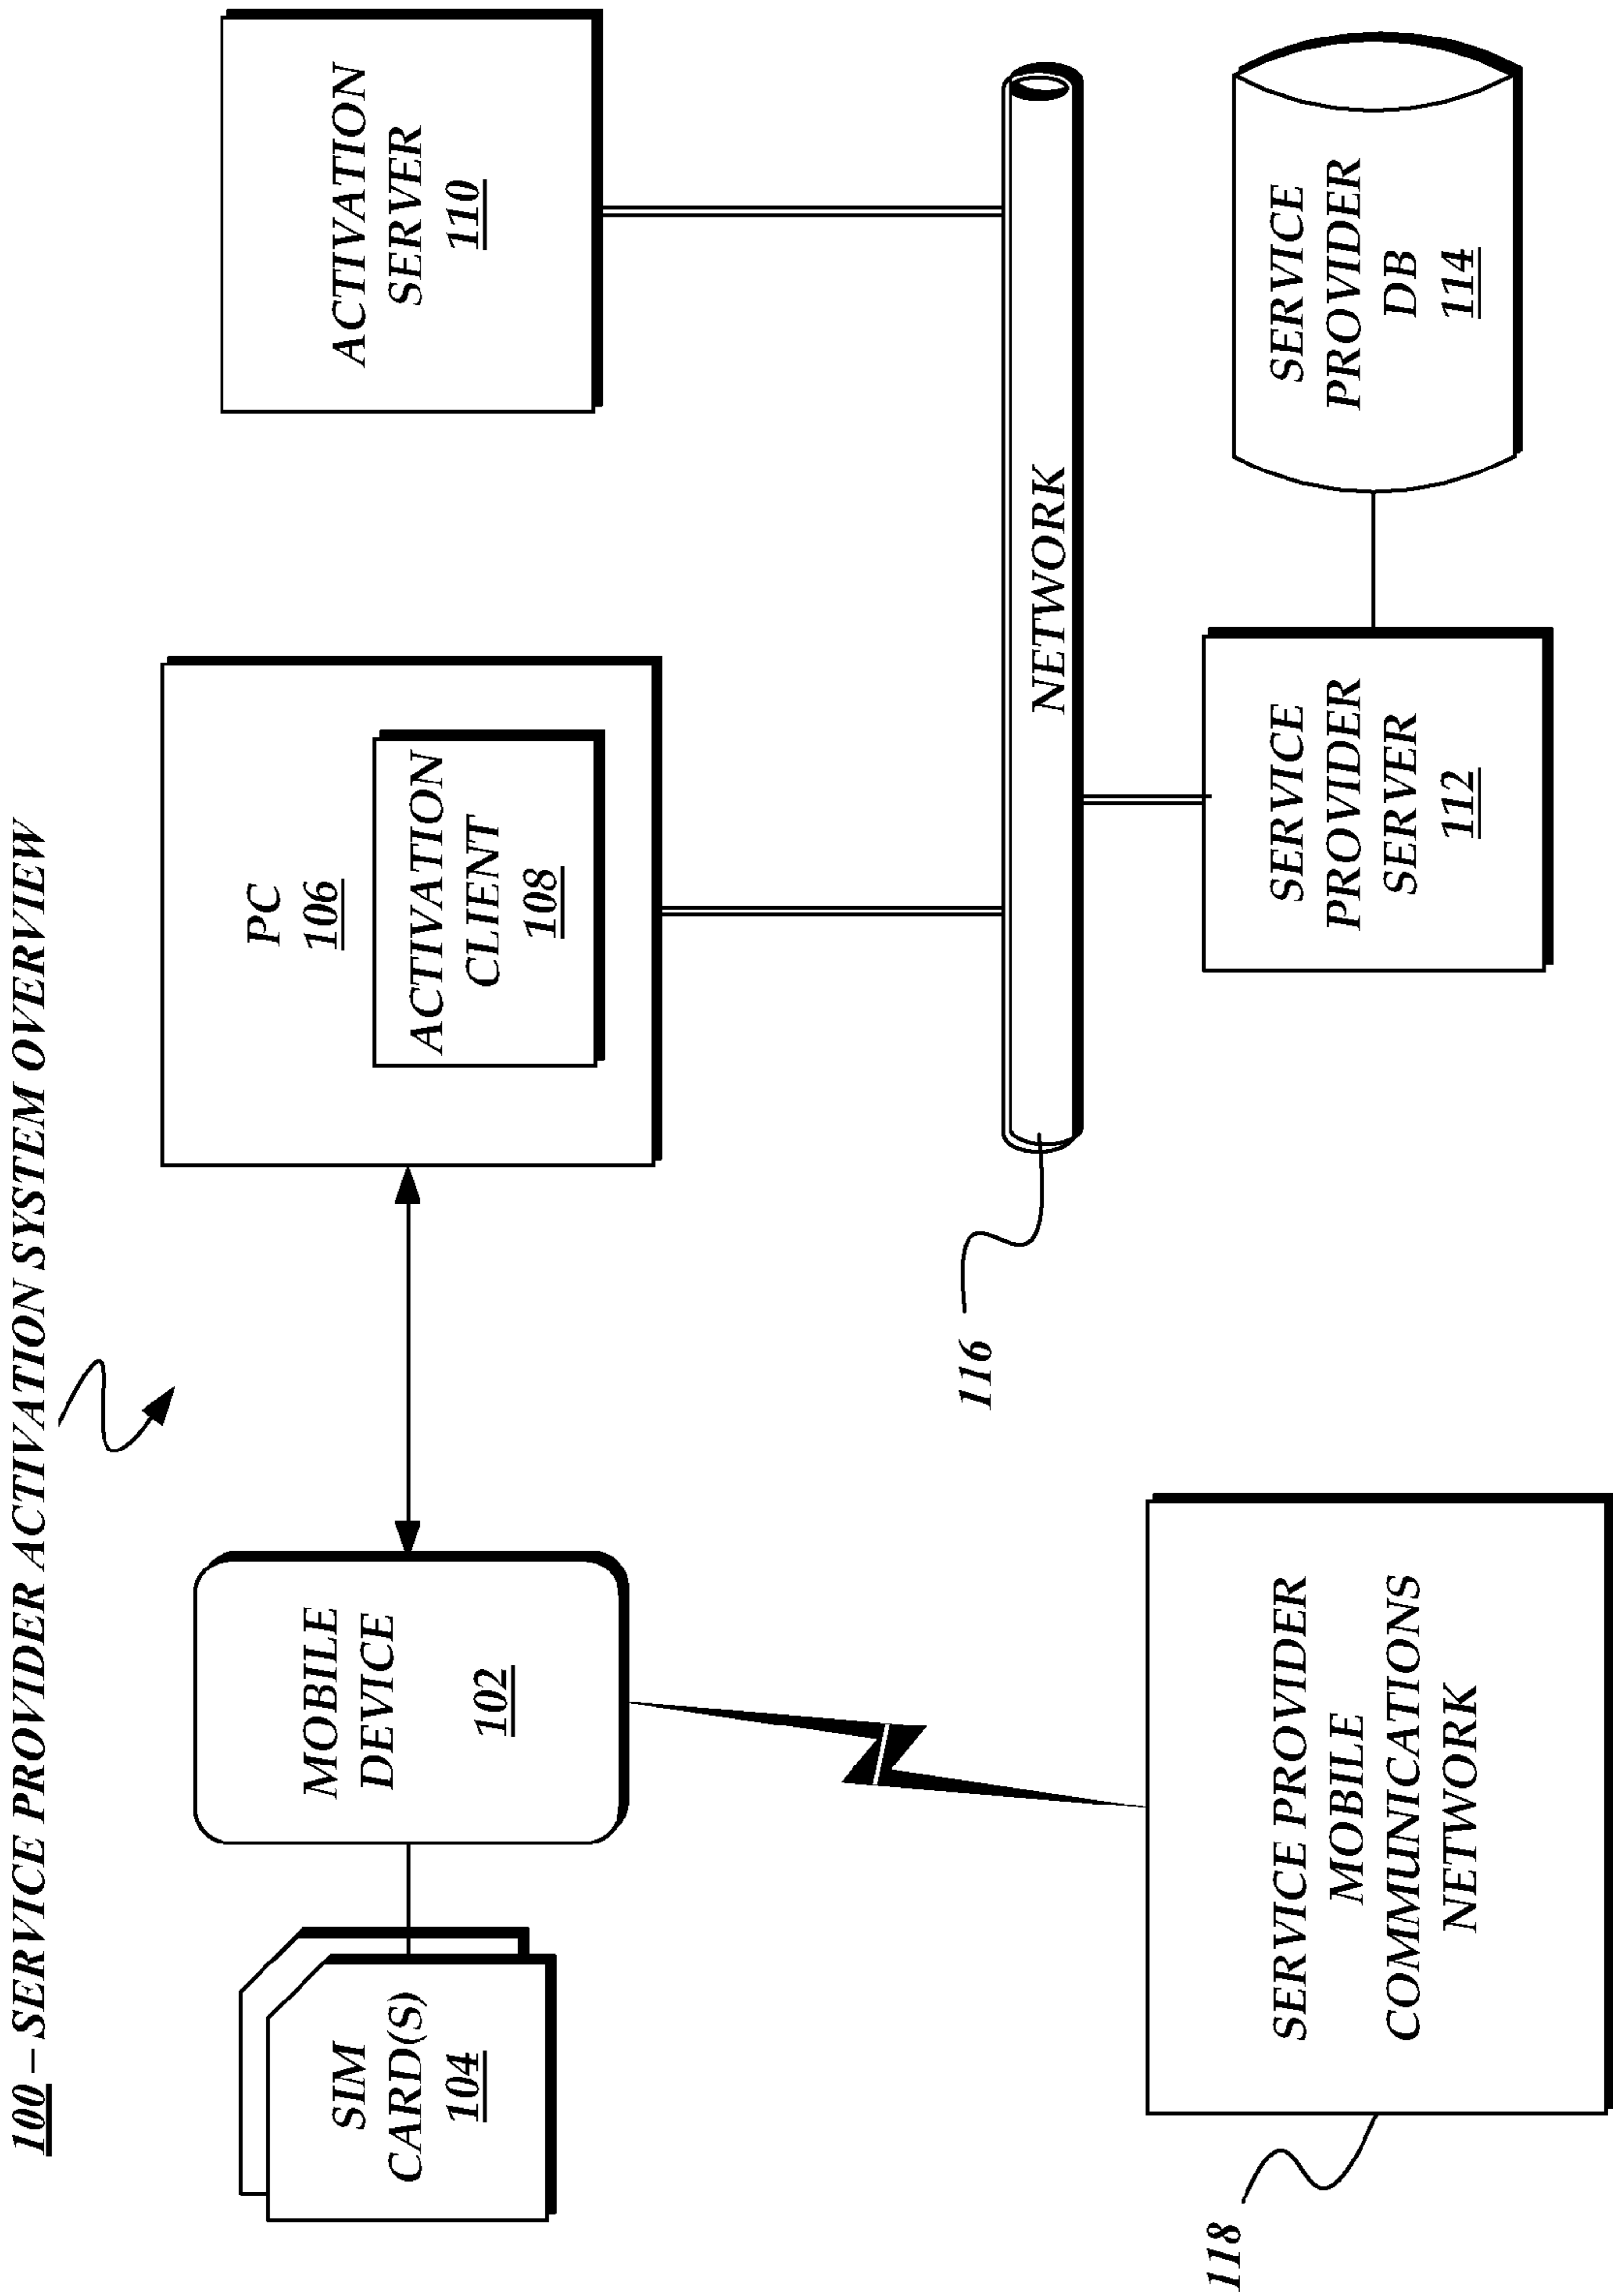 100 – SERVICE PROVIDER ACTIVATION SYSTEM OVERVIEW
SIM
CARD(S)
104
MOBILE
DEVICE
102
PC
106
ACTIVATION
CLIENT
108
ACTIVATION
SERVER
110
116
NETWORK
118
SERVICE PROVIDER
MOBILE
COMMUNICATIONS
NETWORK
SERVICE
PROVIDER
SERVER
112
SERVICE
PROVIDER
DB
114